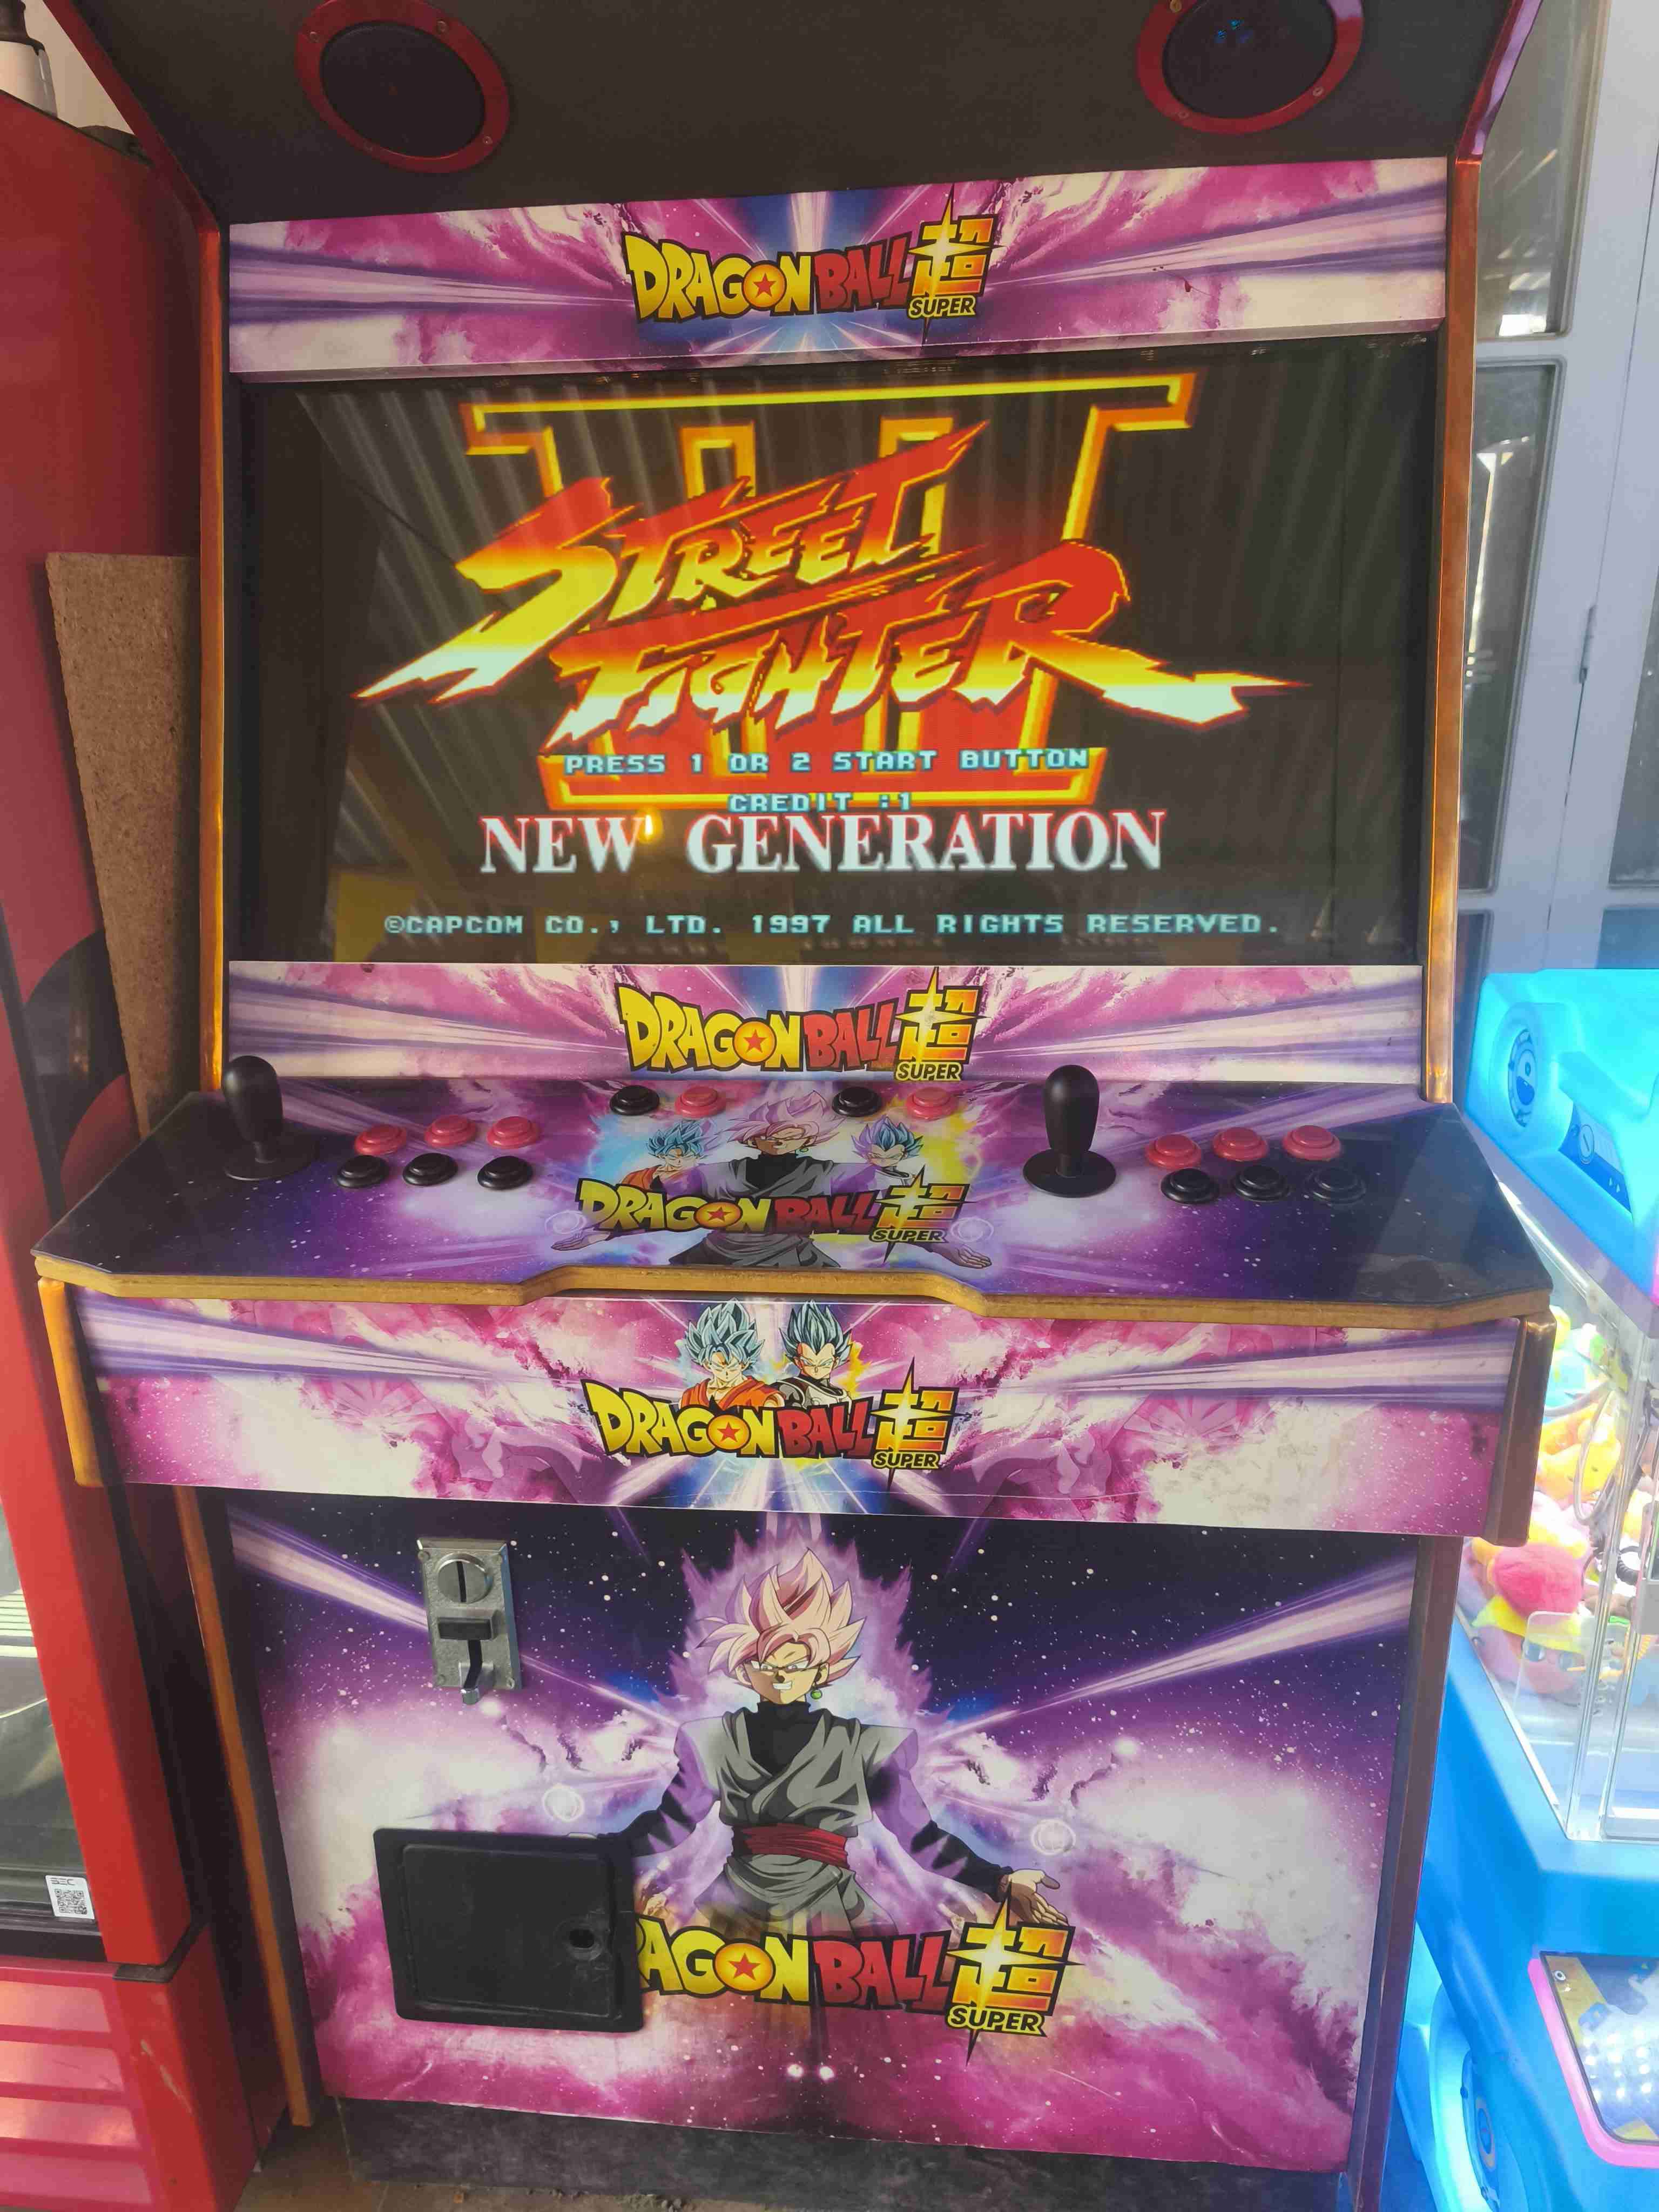 DRAGON BALL 超
SUPER
III
STREET
FIGHTER
PRESS 1 OR 2 START BUTTON
CREDIT :1
NEW GENERATION
©CAPCOM CO., LTD. 1997 ALL RIGHTS RESERVED.
DRAGON BALL 超
SUPER
DRAGON BALL 超
SUPER
DRAGON BALL 超
SUPER
RAGON BALL 超
SUPER